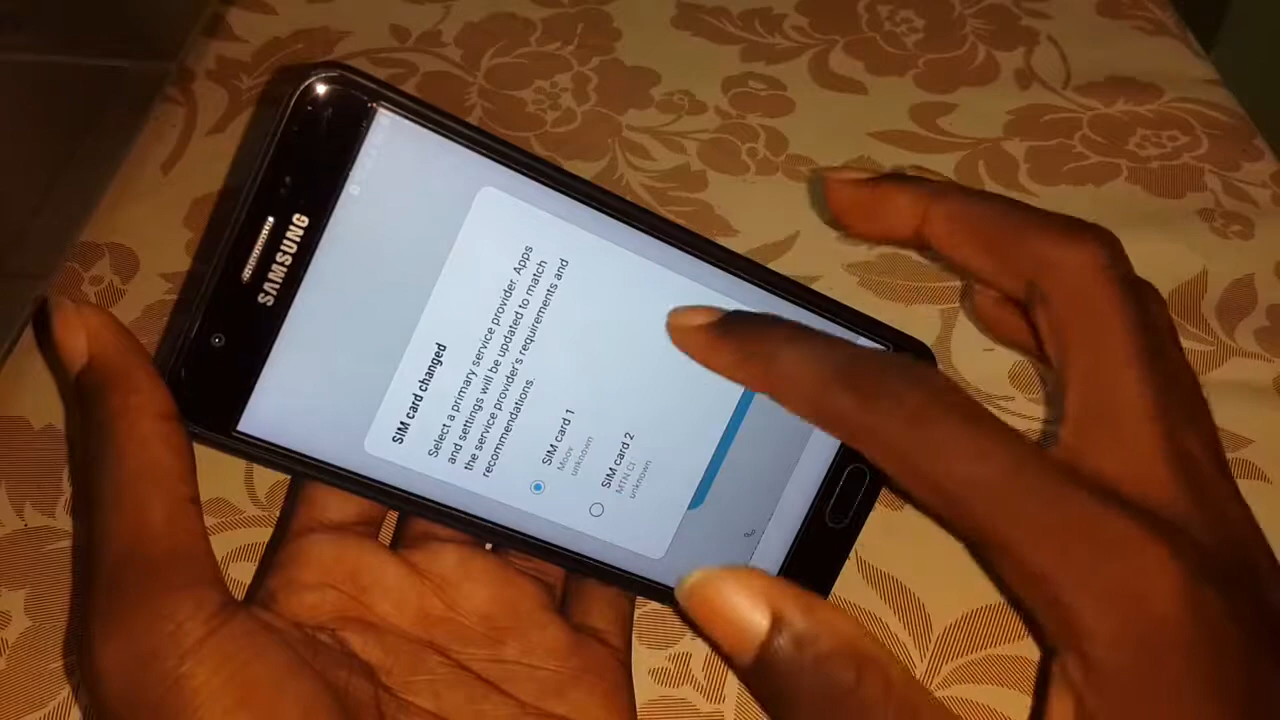 SAMSUNG
SIM card changed
Select a primary service provider. Apps
and settings will be updated to match
the service provider's requirements and
recommendations.
SIM card 1
Moov
unknown
SIM card 2
MTN CI
unknown